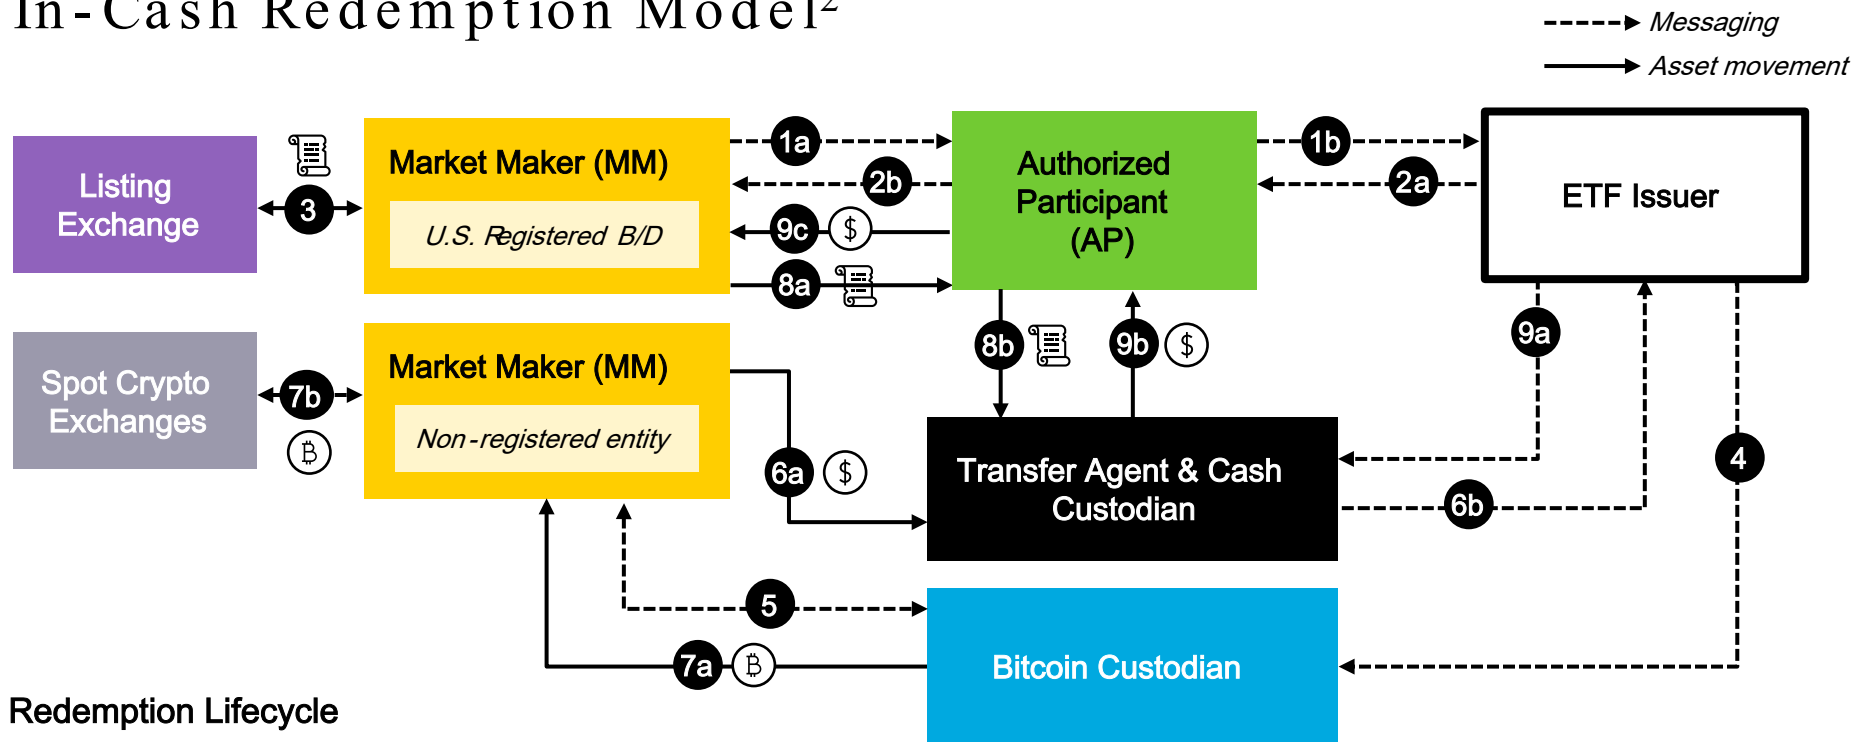 In-Cash Redemption Model2
Messaging
Asset movement
Listing
Exchange
3
Market Maker (MM)
U.S. Registered B/D
1a
2b
9c
$
8a
Authorized
Participant
(AP)
1b
2a
ETF Issuer
Spot Crypto
Exchanges
7b
₿
Market Maker (MM)
Non-registered entity
6a
$
8b
9b
$
9a
4
Transfer Agent & Cash
Custodian
6b
5
7a
₿
Bitcoin Custodian
Redemption Lifecycle